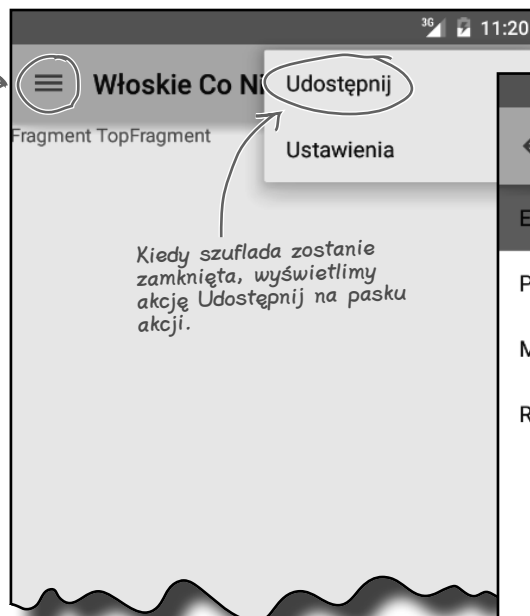 3G 11:20
Włoskie Co Ni
Udostępnij
Fragment TopFragment
Ustawienia
Kiedy szuflada zostanie
zamknięta, wyświetlimy
akcję Udostępnij na pasku
akcji.
E
P
M
R